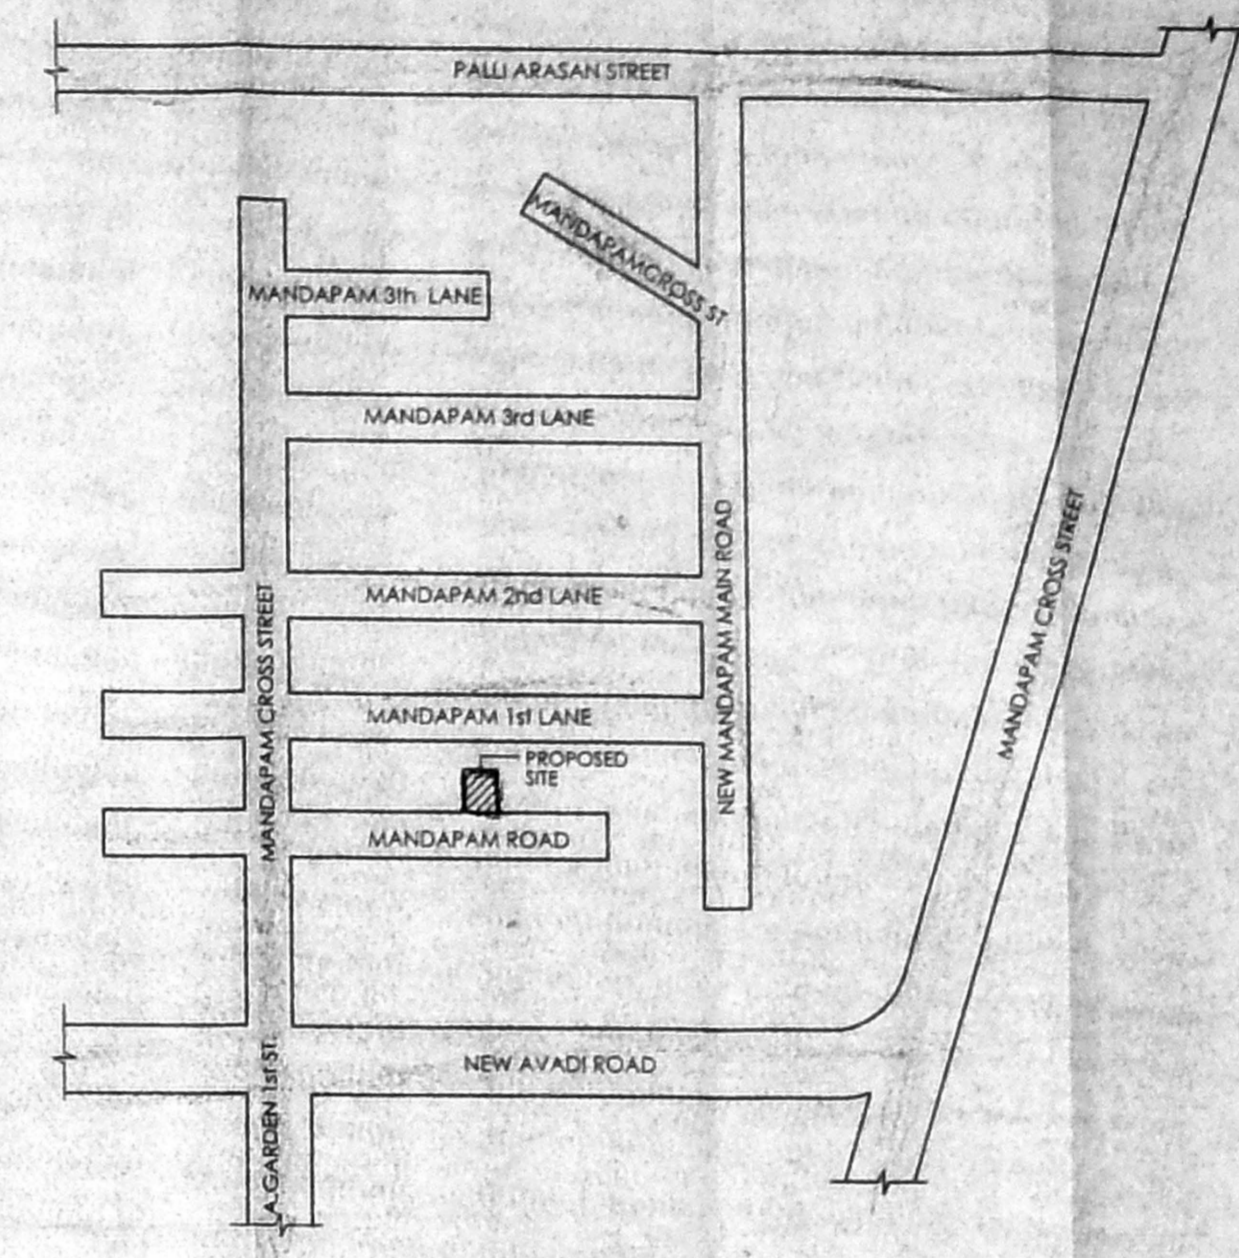 PALLI ARASAN STREET
MANDAPAMCROSS ST
MANDAPAM 3th LANE
MANDAPAM 3rd LANE
MANDAPAM 2nd LANE
NEW MANDAPAM MAIN ROAD
MANDAPAM CROSS STREET
MANDAPAM CROSS STREET
MANDAPAM 1st LANE
PROPOSED
SITE
MANDAPAM ROAD
NEW AVADI ROAD
A.GARDEN 1st ST.